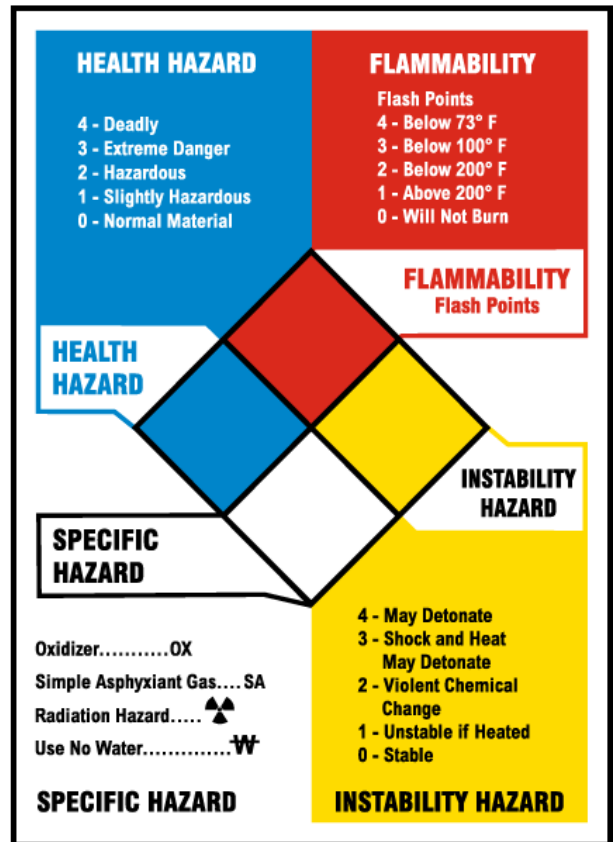 HEALTH HAZARD
4 - Deadly
3 - Extreme Danger
2 - Hazardous
1 - Slightly Hazardous
0 - Normal Material
FLAMMABILITY
Flash Points
4 - Below 73° F
3 - Below 100° F
2 - Below 200° F
1 - Above 200° F
0 - Will Not Burn
FLAMMABILITY
Flash Points
HEALTH
HAZARD
INSTABILITY
HAZARD
SPECIFIC
HAZARD
Oxidizer...........OX
Simple Asphyxiant Gas....SA
Radiation Hazard.....☢
Use No Water..............W̶
SPECIFIC HAZARD
4 - May Detonate
3 - Shock and Heat
May Detonate
2 - Violent Chemical
Change
1 - Unstable if Heated
0 - Stable
INSTABILITY HAZARD